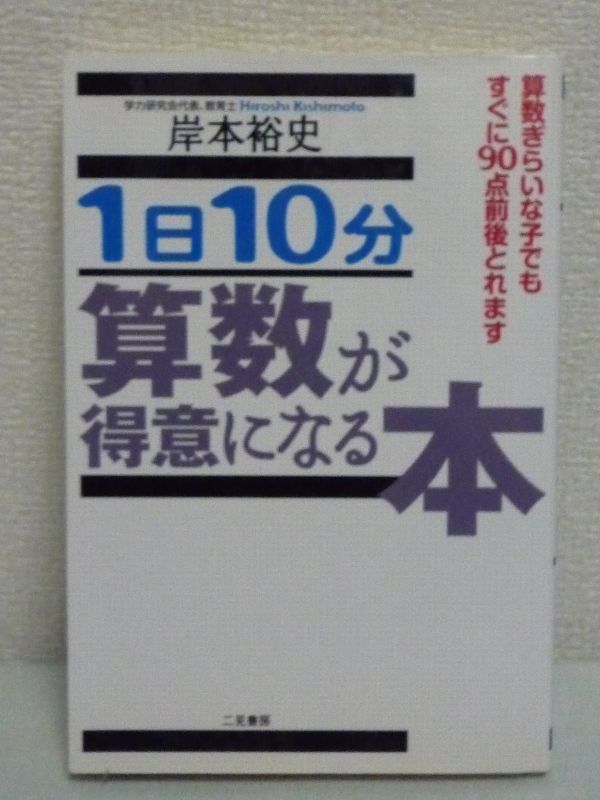 算数ぎらいな子でも
すぐに90点前後とれます
学力研究会代表、教育士 Hiroshi Kishimoto
岸本裕史
1日10分
算数が
得意になる本
二見書房